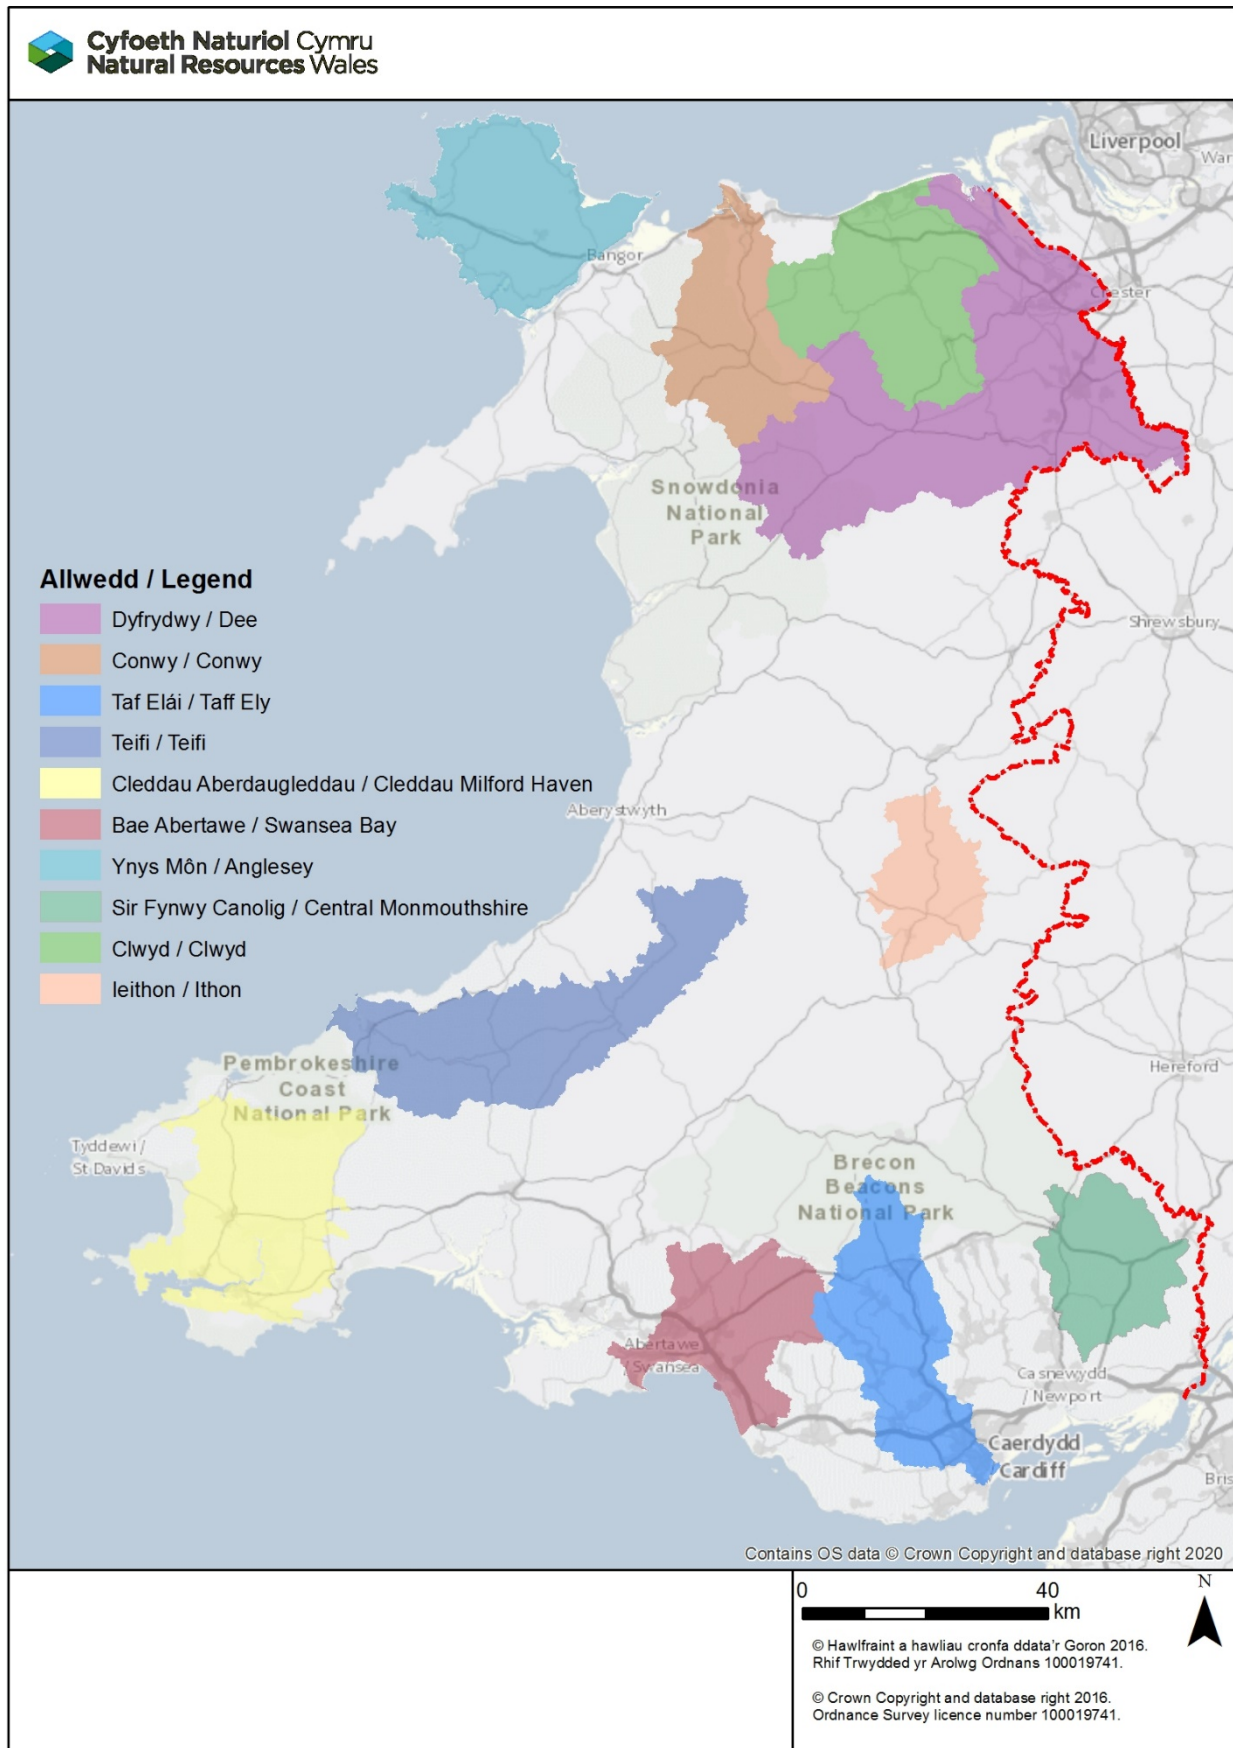 Cyfoeth Naturiol Cymru
Natural Resources Wales
Liverpool
War
Bangor
Chester
Snowdonia
National
Park
Allwedd / Legend
Dyfrydwy / Dee
Conwy / Conwy
Taf Elái / Taff Ely
Teifi / Teifi
Cleddau Aberdaugleddau / Cleddau Milford Haven
Bae Abertawe / Swansea Bay
Ynys Môn / Anglesey
Sir Fynwy Canolig / Central Monmouthshire
Clwyd / Clwyd
Ieithon / Ithon
Shrewsbury
Aberystwyth
Pembrokeshire
Coast
National Park
Hereford
Tyddewi /
St Davids
Brecon
Beacons
National Park
Abertawe
/ Swansea
Casnewydd
/ Newport
Caerdydd
/ Cardiff
Bris
Contains OS data © Crown Copyright and database right 2020
0 40
km
N
© Hawlfraint a hawliau cronfa ddata'r Goron 2016.
Rhif Trwydded yr Arolwg Ordnans 100019741.
© Crown Copyright and database right 2016.
Ordnance Survey licence number 100019741.